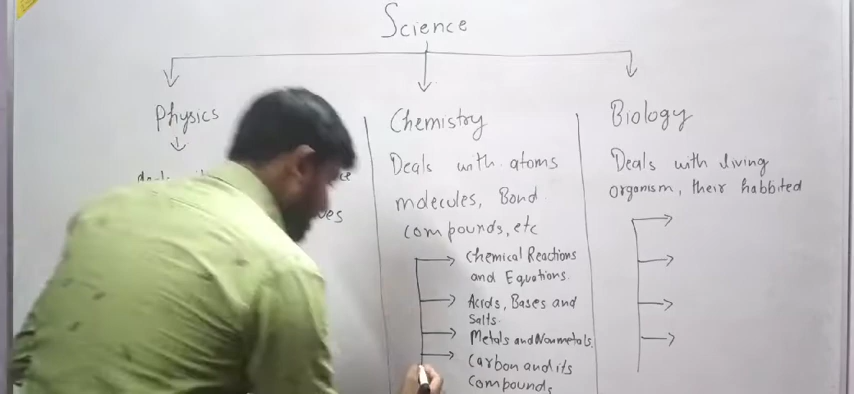 Science
Physics
Chemistry
Deals with atoms
molecules, Bond
compounds, etc
Chemical Reactions
and Equations.
Acids, Bases and
Salts.
Metals and Nonmetals.
Carbon and its
Compounds
Biology
Deals with living
organism, their habbited